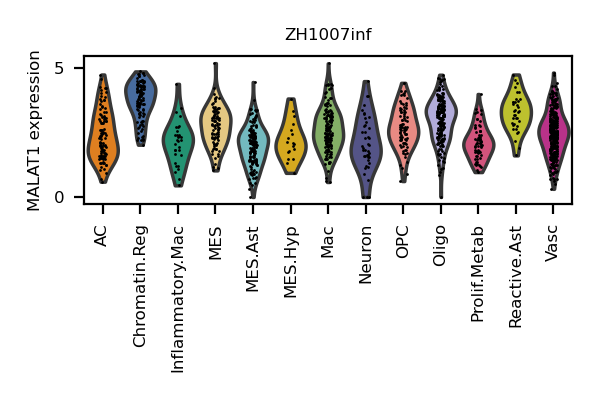 ZH1007inf
MALAT1 expression
5
0
AC
Chromatin.Reg
Inflammatory.Mac
MES
MES.Ast
MES.Hyp
Mac
Neuron
OPC
Oligo
Prolif.Metab
Reactive.Ast
Vasc